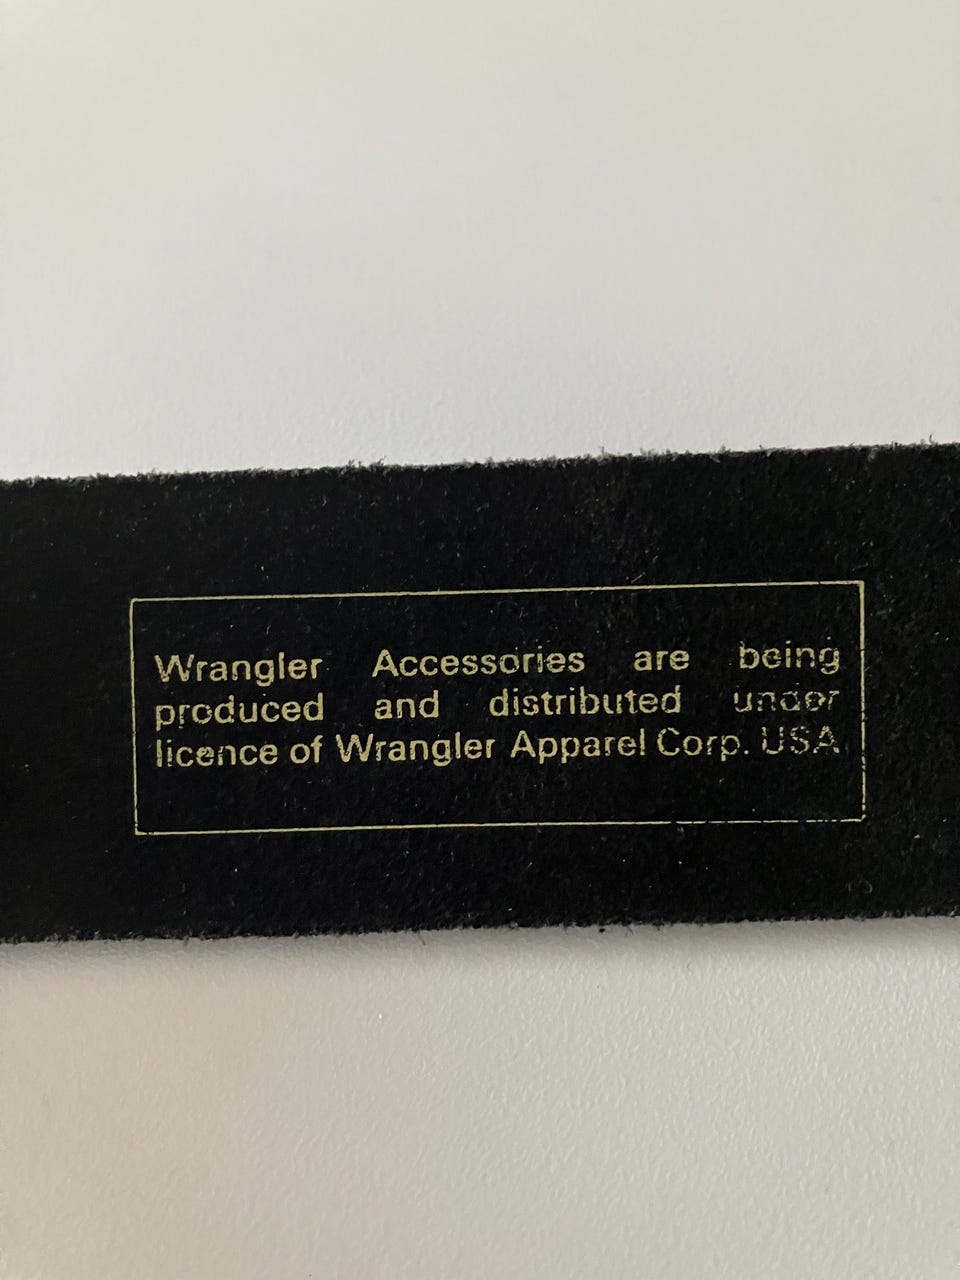 Wrangler Accessories are being
produced and distributed under
licence of Wrangler Apparel Corp. USA